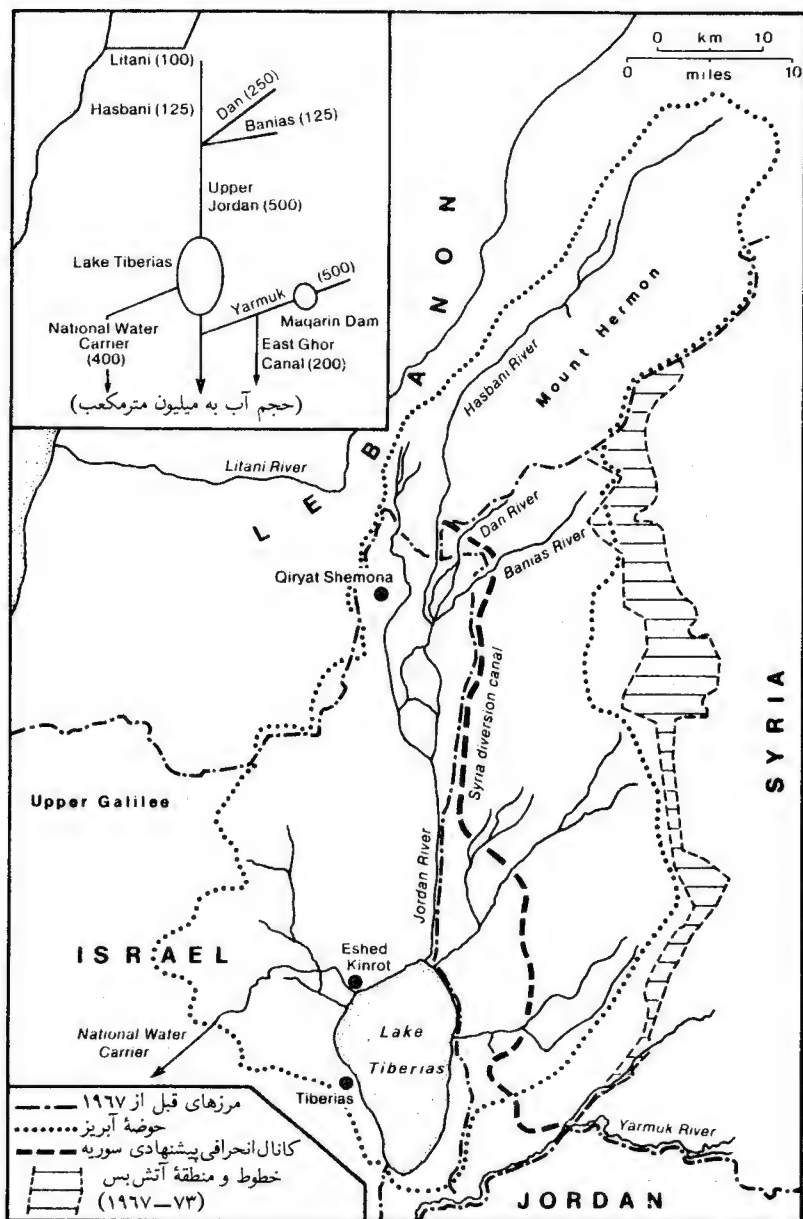 0 km 10
0 miles 10
Litani (100)
Hasbani (125)
Dan (250)
Banias (125)
Upper
Jordan (500)
Lake Tiberias
Yarmuk (500)
Maqarin Dam
National Water
Carrier
(400)
East Ghor
Canal (200)
(حجم آب به میلیون مترمکعب)
LEBANON
Mount Hermon
Hasbani River
Litani River
Dan River
Banias River
Qiryat Shemona
SYRIA
Syria diversion canal
Upper Galilee
Jordan River
ISRAEL
Eshed
Kinrot
National Water
Carrier
Lake
Tiberias
Tiberias
Yarmuk River
JORDAN
مرزهای قبل از ۱۹۶۷
حوضهٔ آبریز
کانال انحرافی پیشنهادی سوریه
خطوط و منطقهٔ آتش‌بس
(۱۹۶۷–۷۳)